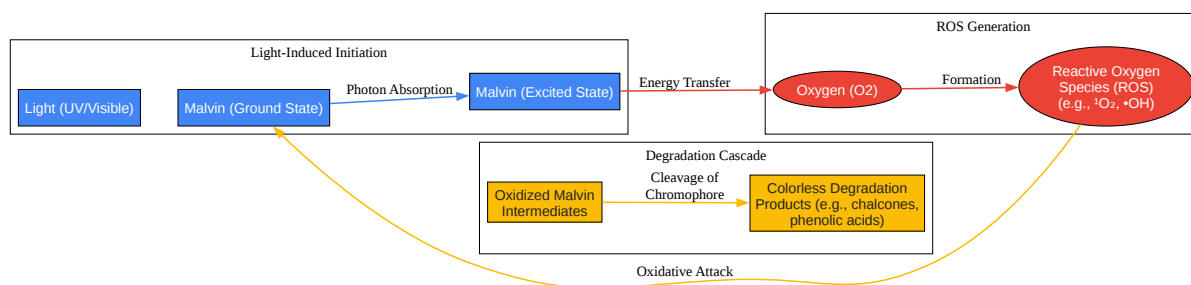 Light-Induced Initiation
Light (UV/Visible)
Malvin (Ground State)
Photon Absorption
Malvin (Excited State)
Energy Transfer
ROS Generation
Oxygen (O2)
Formation
Reactive Oxygen
Species (ROS)
(e.g., ¹O₂, •OH)
Degradation Cascade
Oxidized Malvin
Intermediates
Cleavage of
Chromophore
Colorless Degradation
Products (e.g., chalcones,
phenolic acids)
Oxidative Attack